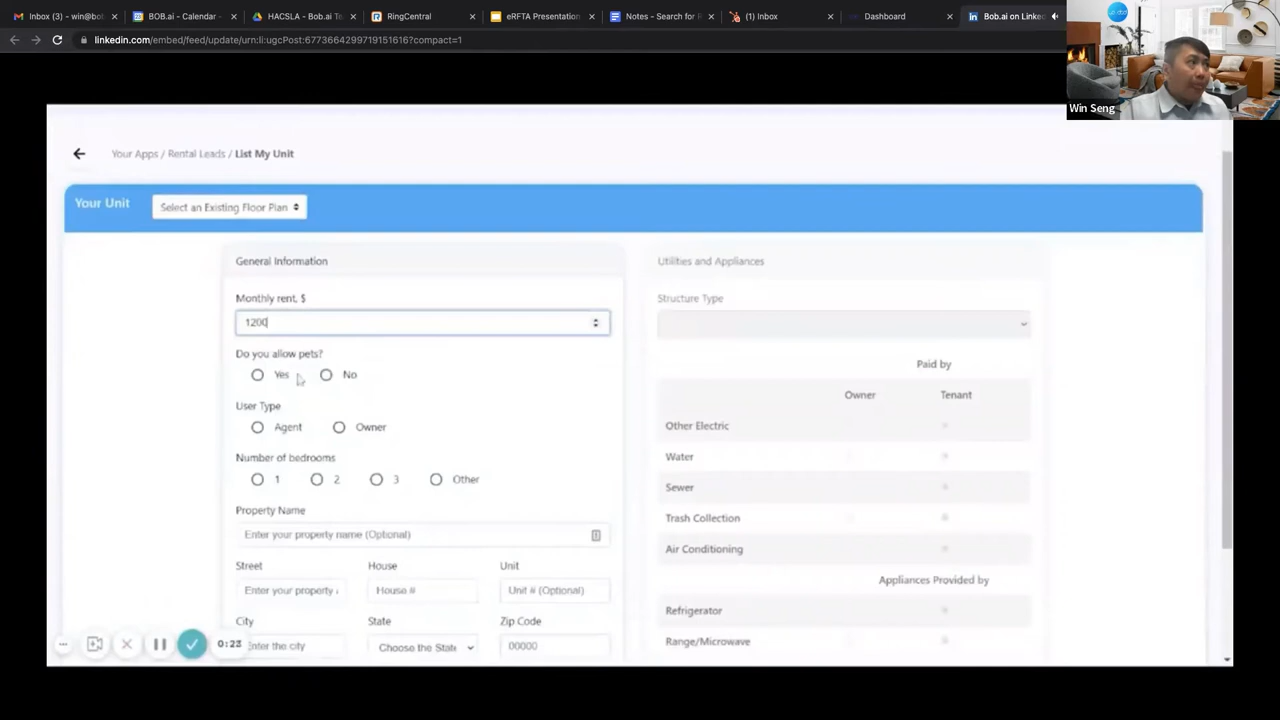 Inbox (3) - win@bob
BOB.ai - Calendar -
HACSLA - Bob.ai Te
RingCentral
eRFTA Presentation
Notes - Search for R
(1) Inbox
Dashboard
Bob.ai on Linke
linkedin.com/embed/feed/update/urn:li:ugcPost:6773664299719151616?compact=1
Win Seng
Your Apps / Rental Leads / List My Unit
Your Unit
Select an Existing Floor Plan
General Information
Utilities and Appliances
Monthly rent, $
Structure Type
1200
Do you allow pets?
Yes
No
Paid by
Owner
Tenant
User Type
Agent
Owner
Other Electric
Water
Number of bedrooms
1
2
3
Other
Sewer
Property Name
Trash Collection
Enter your property name (Optional)
Air Conditioning
Street
House
Unit
Appliances Provided by
Enter your property a
House #
Unit # (Optional)
Refrigerator
City
State
Zip Code
Range/Microwave
0:23
Enter the city
Choose the State
00000